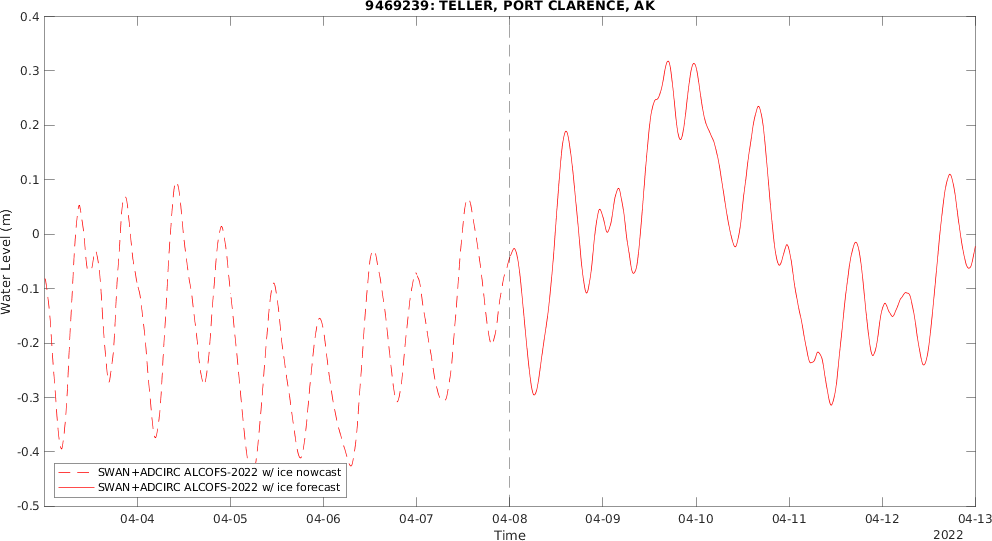 9469239: TELLER, PORT CLARENCE, AK
0.4
0.3
0.2
0.1
0
-0.1
-0.2
-0.3
-0.4
-0.5
Water Level (m)
SWAN+ADCIRC ALCOFS-2022 w/ ice nowcast
SWAN+ADCIRC ALCOFS-2022 w/ ice forecast
04-04 04-05 04-06 04-07 04-08 04-09 04-10 04-11 04-12 04-13
Time
2022